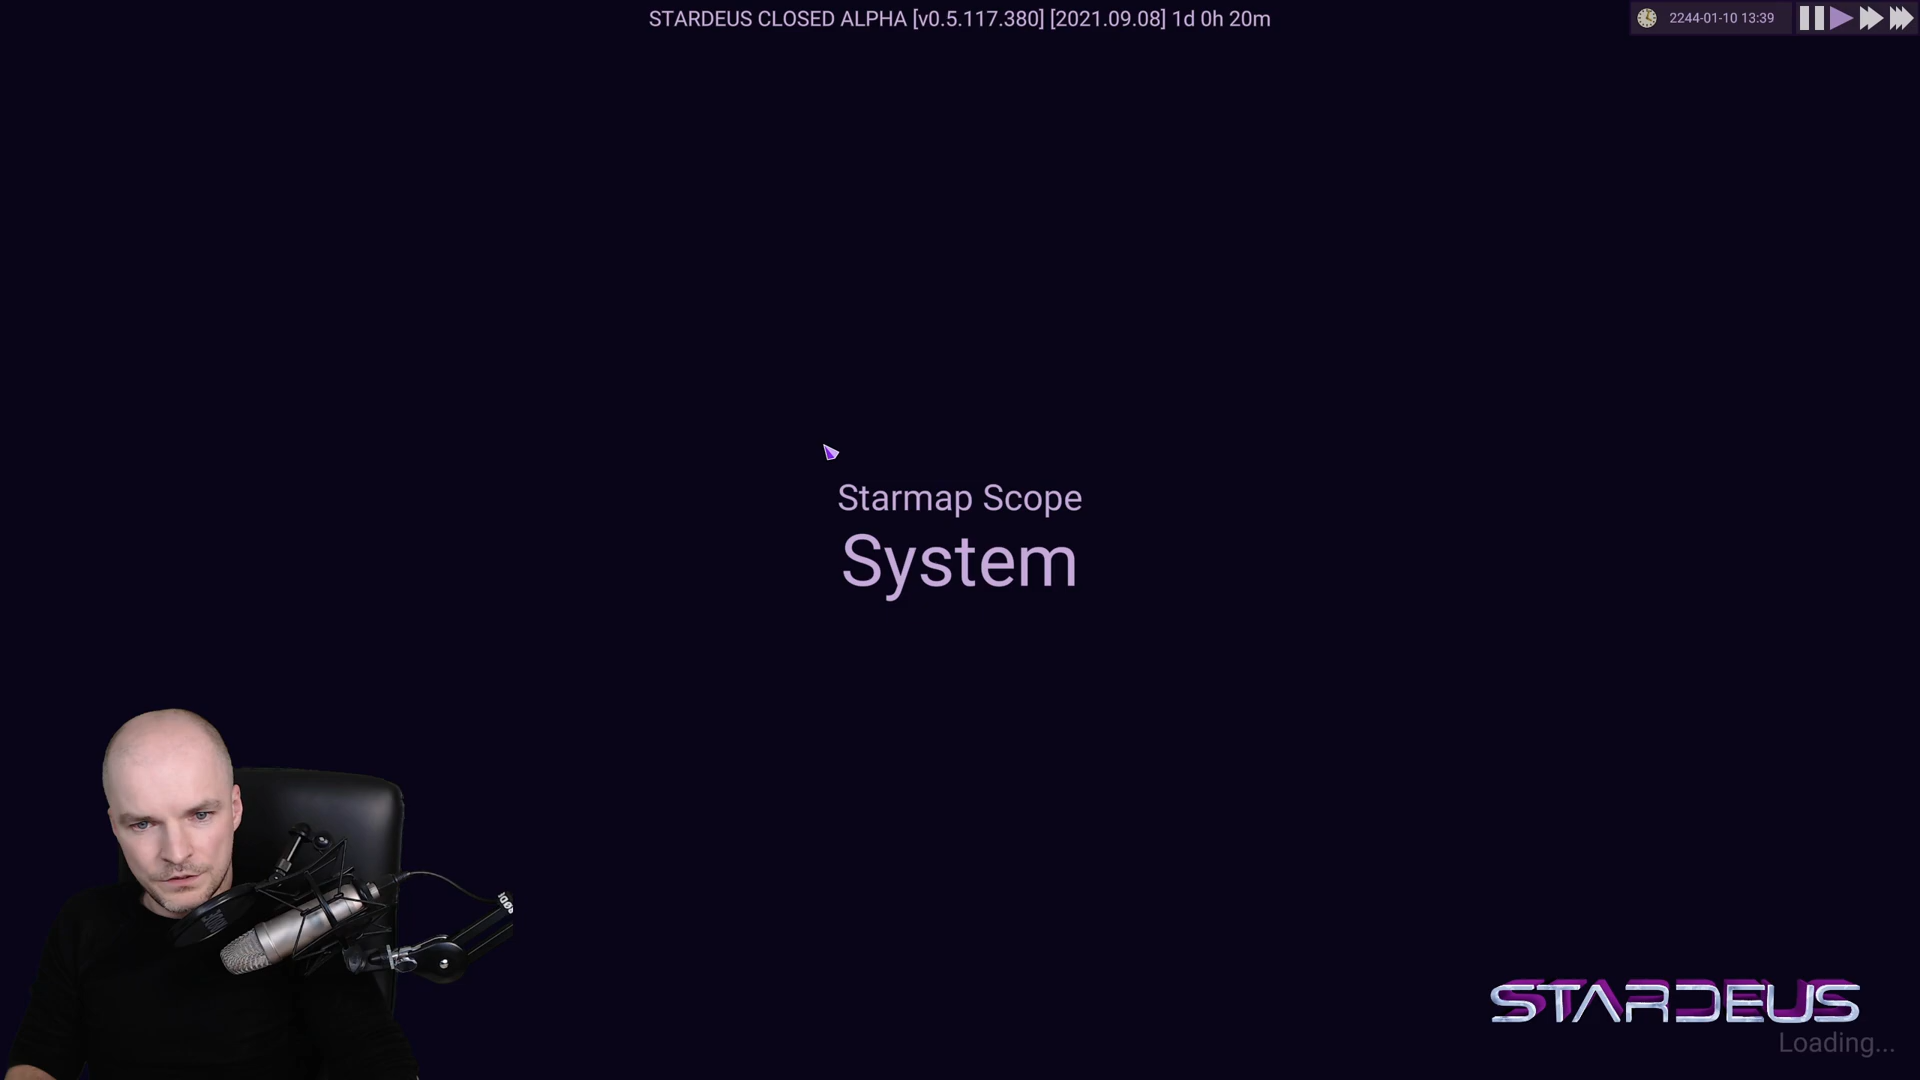 STARDEUS CLOSED ALPHA [v0.5.117.380] [2021.09.08] 1d 0h 20m
2244-01-10 13:39
Starmap Scope
System
STARDEUS
Loading...